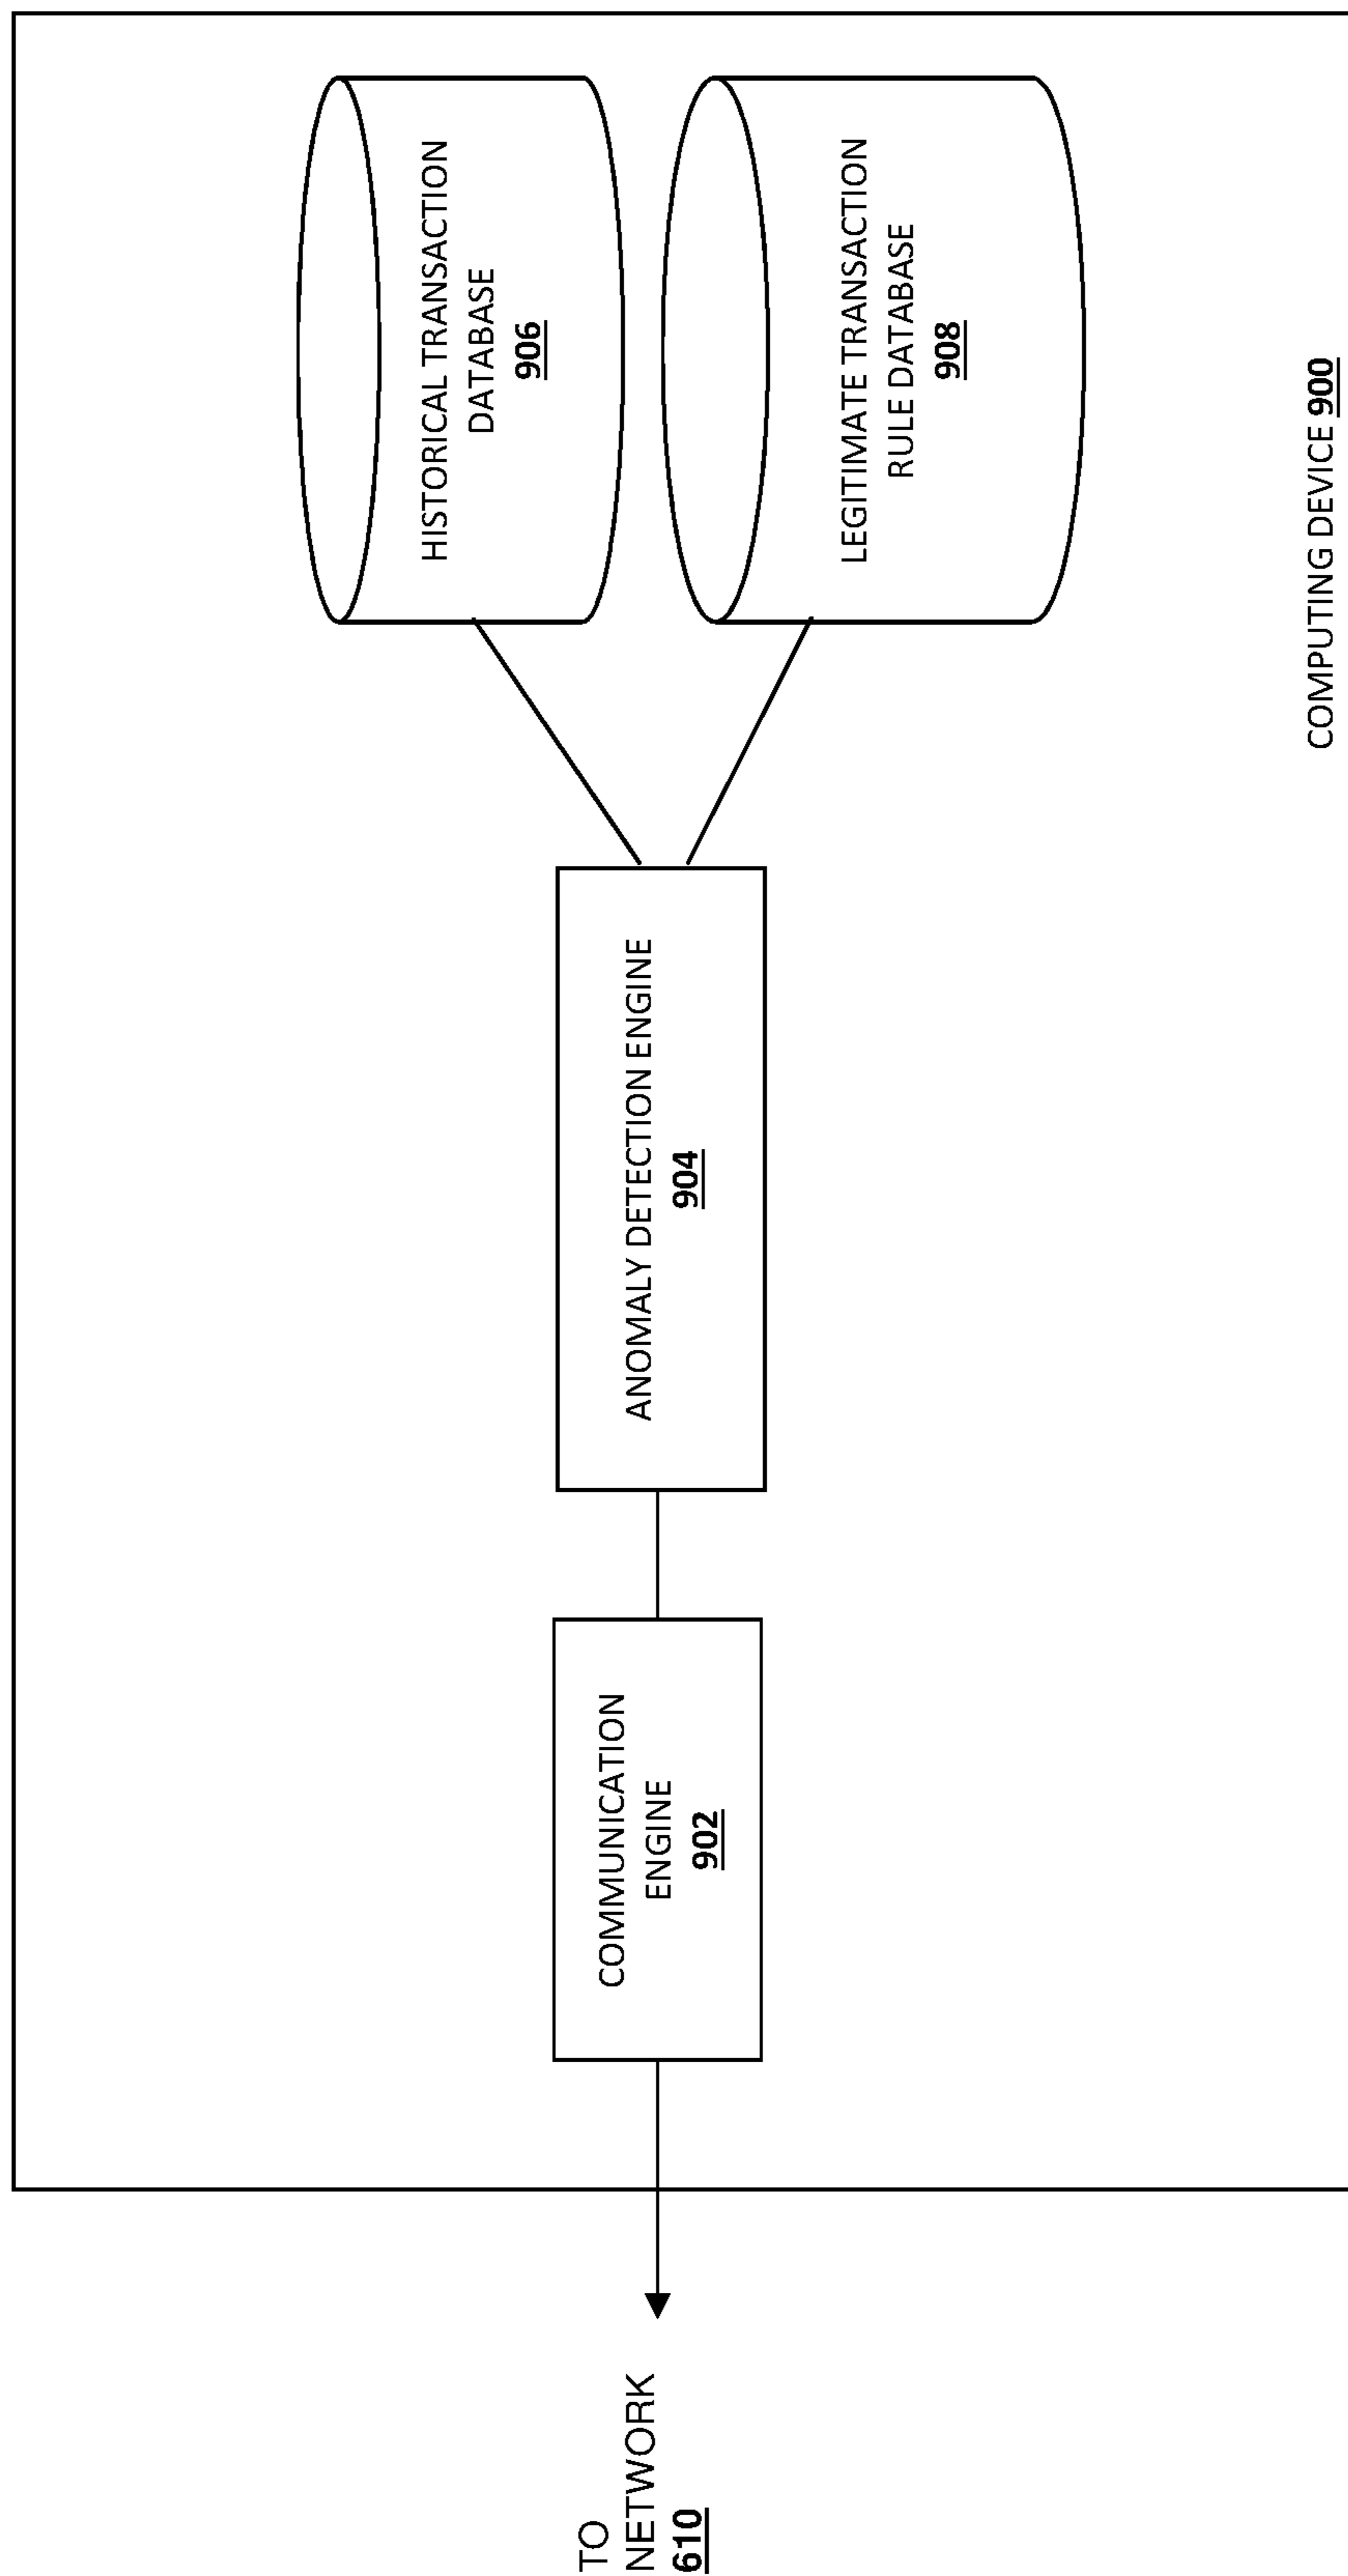 TO
NETWORK
610
COMMUNICATION
ENGINE
902
ANOMALY DETECTION ENGINE
904
HISTORICAL TRANSACTION
DATABASE
906
LEGITIMATE TRANSACTION
RULE DATABASE
908
COMPUTING DEVICE 900